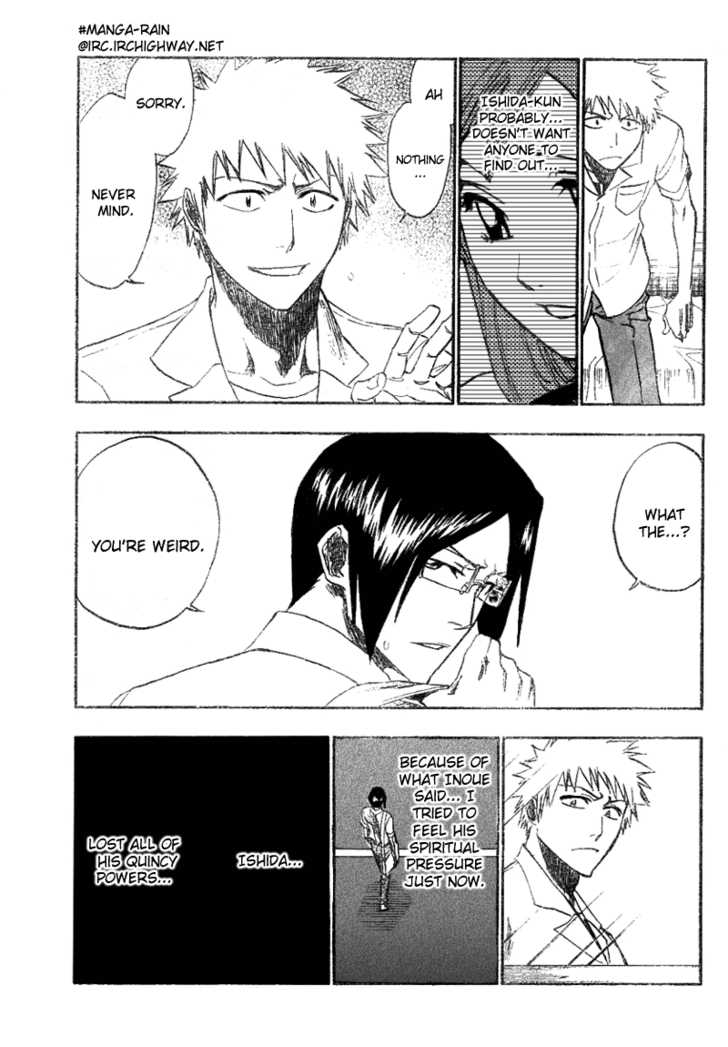 #MANGA-RAIN
@IRC.IRCHIGHWAY.NET
ISHIDA-KUN
PROBABLY...
DOESN'T WANT
ANYONE TO
FIND OUT...
AH
NOTHING
...
SORRY.
NEVER
MIND.
WHAT
THE...?
YOU'RE WEIRD.
BECAUSE OF
WHAT INOUE
SAID... I
TRIED TO
FEEL HIS
SPIRITUAL
PRESSURE
JUST NOW.
ISHIDA...
LOST ALL OF
HIS QUINCY
POWERS...